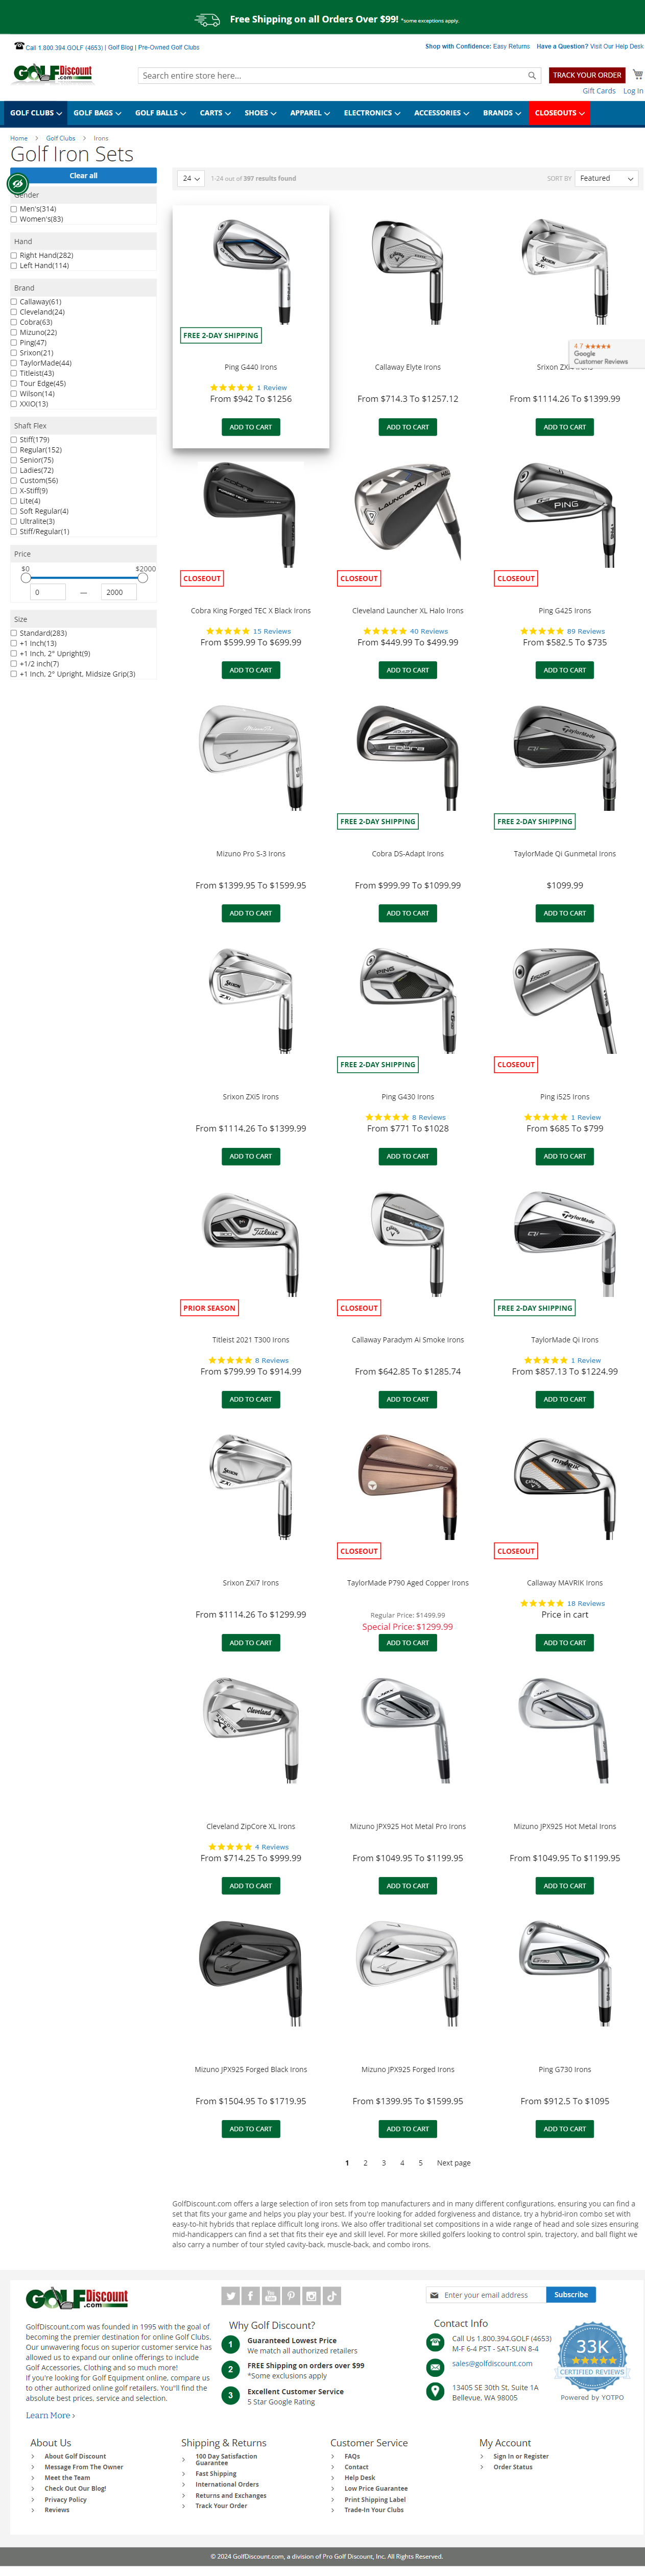 Free Shipping on all Orders Over $99! *some exceptions apply.
Call 1.800.394.GOLF (4653) | Golf Blog | Pre-Owned Golf Clubs
Shop with Confidence: Easy Returns Have a Question? Visit Our Help Desk
GOLF Discount .com
Search entire store here...
TRACK YOUR ORDER
Gift Cards Log In
GOLF CLUBS GOLF BAGS GOLF BALLS CARTS SHOES APPAREL ELECTRONICS ACCESSORIES BRANDS CLOSEOUTS
Home > Golf Clubs > Irons
Golf Iron Sets
Clear all
Gender
Men's(314)
Women's(83)
Hand
Right Hand(282)
Left Hand(114)
Brand
Callaway(61)
Cleveland(24)
Cobra(63)
Mizuno(22)
Ping(47)
Srixon(21)
TaylorMade(44)
Titleist(43)
Tour Edge(45)
Wilson(14)
XXIO(13)
Shaft Flex
Stiff(179)
Regular(152)
Senior(75)
Ladies(72)
Custom(56)
X-Stiff(9)
Lite(4)
Soft Regular(4)
Ultralite(3)
Stiff/Regular(1)
Price
$0 $2000
0 — 2000
Size
Standard(283)
+1 Inch(13)
+1 Inch, 2° Upright(9)
+1/2 inch(7)
+1 Inch, 2° Upright, Midsize Grip(3)
24 1-24 out of 397 results found
SORT BY Featured
FREE 2-DAY SHIPPING
4.7
Google
Customer Reviews
Ping G440 Irons Callaway Elyte Irons Srixon ZXi4 Irons
1 Review
From $942 To $1256 From $714.3 To $1257.12 From $1114.26 To $1399.99
ADD TO CART ADD TO CART ADD TO CART
CLOSEOUT CLOSEOUT CLOSEOUT
Cobra King Forged TEC X Black Irons Cleveland Launcher XL Halo Irons Ping G425 Irons
15 Reviews 40 Reviews 89 Reviews
From $599.99 To $699.99 From $449.99 To $499.99 From $582.5 To $735
ADD TO CART ADD TO CART ADD TO CART
FREE 2-DAY SHIPPING FREE 2-DAY SHIPPING
Mizuno Pro S-3 Irons Cobra DS-Adapt Irons TaylorMade Qi Gunmetal Irons
From $1399.95 To $1599.95 From $999.99 To $1099.99 $1099.99
ADD TO CART ADD TO CART ADD TO CART
FREE 2-DAY SHIPPING CLOSEOUT
Srixon ZXi5 Irons Ping G430 Irons Ping i525 Irons
8 Reviews 1 Review
From $1114.26 To $1399.99 From $771 To $1028 From $685 To $799
ADD TO CART ADD TO CART ADD TO CART
PRIOR SEASON CLOSEOUT FREE 2-DAY SHIPPING
Titleist 2021 T300 Irons Callaway Paradym Ai Smoke Irons TaylorMade Qi Irons
8 Reviews 1 Review
From $799.99 To $914.99 From $642.85 To $1285.74 From $857.13 To $1224.99
ADD TO CART ADD TO CART ADD TO CART
CLOSEOUT CLOSEOUT
Srixon ZXi7 Irons TaylorMade P790 Aged Copper Irons Callaway MAVRIK Irons
18 Reviews
From $1114.26 To $1299.99 Regular Price: $1499.99 Price in cart
Special Price: $1299.99
ADD TO CART ADD TO CART ADD TO CART
Cleveland ZipCore XL Irons Mizuno JPX925 Hot Metal Pro Irons Mizuno JPX925 Hot Metal Irons
4 Reviews
From $714.25 To $999.99 From $1049.95 To $1199.95 From $1049.95 To $1199.95
ADD TO CART ADD TO CART ADD TO CART
Mizuno JPX925 Forged Black Irons Mizuno JPX925 Forged Irons Ping G730 Irons
From $1504.95 To $1719.95 From $1399.95 To $1599.95 From $912.5 To $1095
ADD TO CART ADD TO CART ADD TO CART
1 2 3 4 5 Next page
GolfDiscount.com offers a large selection of iron sets from top manufacturers and in many different configurations, ensuring you can find a
set that fits your game and helps you play your best. If you're looking for added forgiveness and distance, try a hybrid-iron combo set with
easy-to-hit hybrids that replace difficult long irons. We also offer traditional set compositions in a wide range of head and sole sizes ensuring
mid-handicappers can find a set that fits their eye and skill level. For more skilled golfers looking to control spin, trajectory, and ball flight we
also carry a number of tour styled cavity-back, muscle-back, and combo irons.
GOLF Discount .com
GolfDiscount.com was founded in 1995 with the goal of
becoming the premier destination for online Golf Clubs.
Our unwavering focus on superior customer service has
allowed us to expand our online offerings to include
Golf Accessories, Clothing and so much more!
If you're looking for Golf Equipment online, compare us
to other authorized online golf retailers. You''ll find the
absolute best prices, service and selection.
Learn More ›
Why Golf Discount?
1 Guaranteed Lowest Price
We match all authorized retailers
2 FREE Shipping on orders over $99
*Some exclusions apply
3 Excellent Customer Service
5 Star Google Rating
Enter your email address Subscribe
Contact Info
Call Us 1.800.394.GOLF (4653)
M-F 6-4 PST - SAT-SUN 8-4
sales@golfdiscount.com
13405 SE 30th St, Suite 1A
Bellevue, WA 98005
33K
CERTIFIED REVIEWS
Powered by YOTPO
About Us
About Golf Discount
Message From The Owner
Meet the Team
Check Out Our Blog!
Privacy Policy
Reviews
Shipping & Returns
100 Day Satisfaction
Guarantee
Fast Shipping
International Orders
Returns and Exchanges
Track Your Order
Customer Service
FAQs
Contact
Help Desk
Low Price Guarantee
Print Shipping Label
Trade-In Your Clubs
My Account
Sign In or Register
Order Status
© 2024 GolfDiscount.com, a division of Pro Golf Discount, Inc. All Rights Reserved.